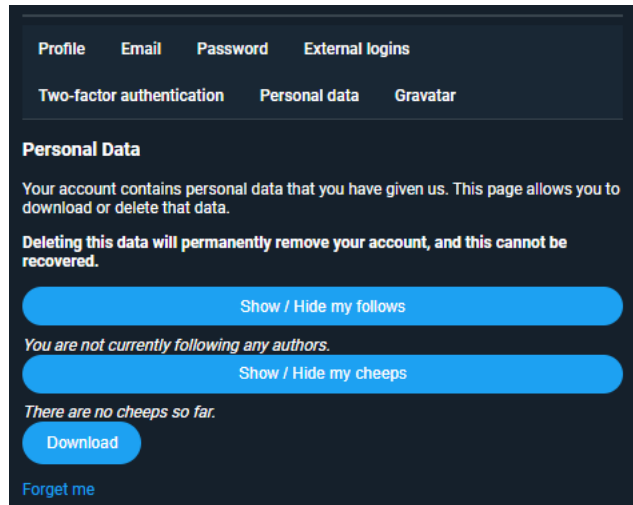 Profile Email Password External logins
Two-factor authentication Personal data Gravatar
Personal Data
Your account contains personal data that you have given us. This page allows you to
download or delete that data.
Deleting this data will permanently remove your account, and this cannot be
recovered.
Show / Hide my follows
You are not currently following any authors.
Show / Hide my cheeps
There are no cheeps so far.
Download
Forget me